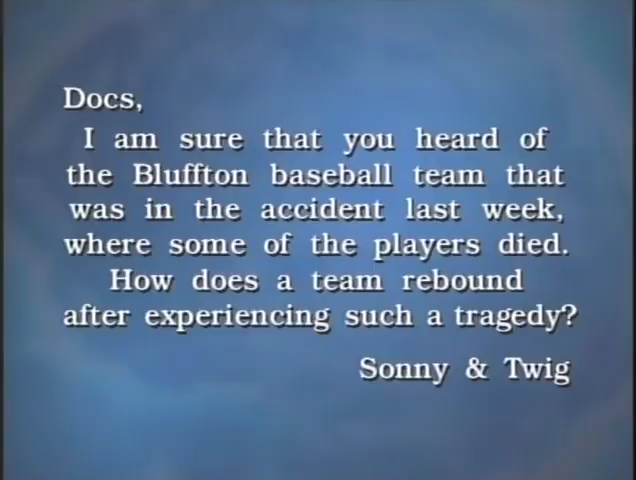 Docs,
I am sure that you heard of
the Bluffton baseball team that
was in the accident last week,
where some of the players died.
How does a team rebound
after experiencing such a tragedy?
Sonny & Twig